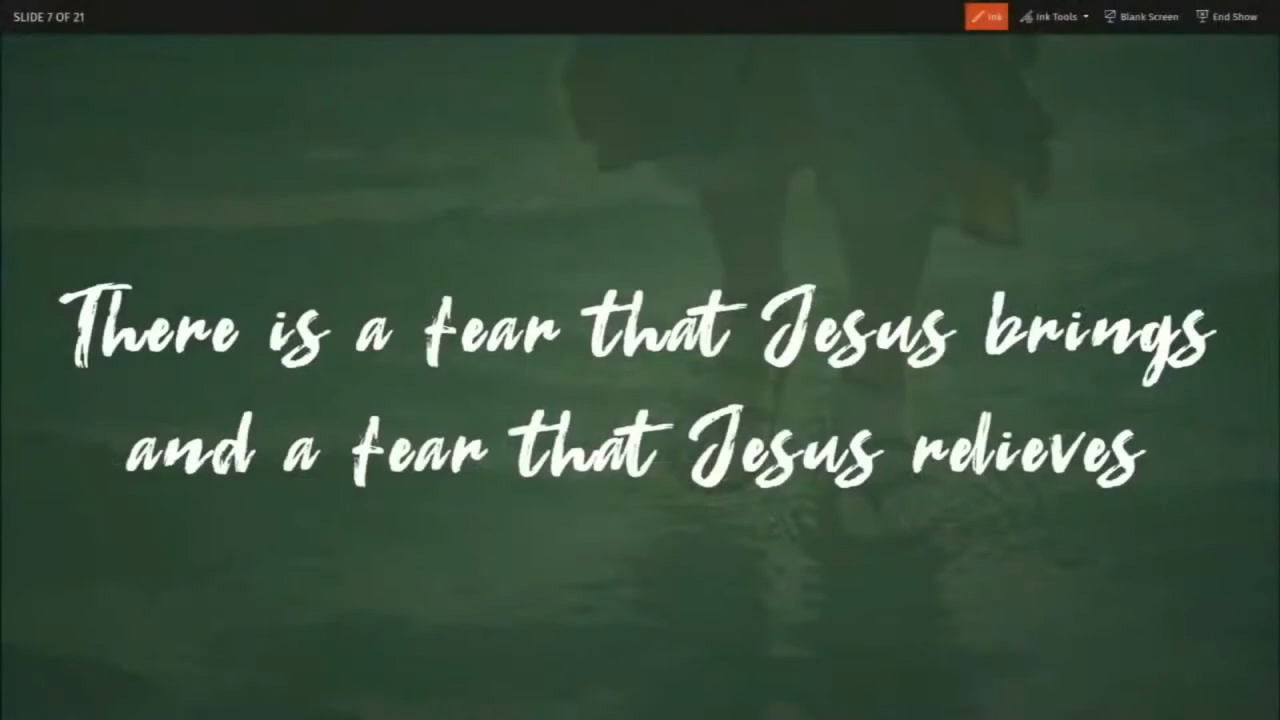 SLIDE 7 OF 21
Ink Ink Tools Blank Screen End Show
There is a fear that Jesus brings
and a fear that Jesus relieves